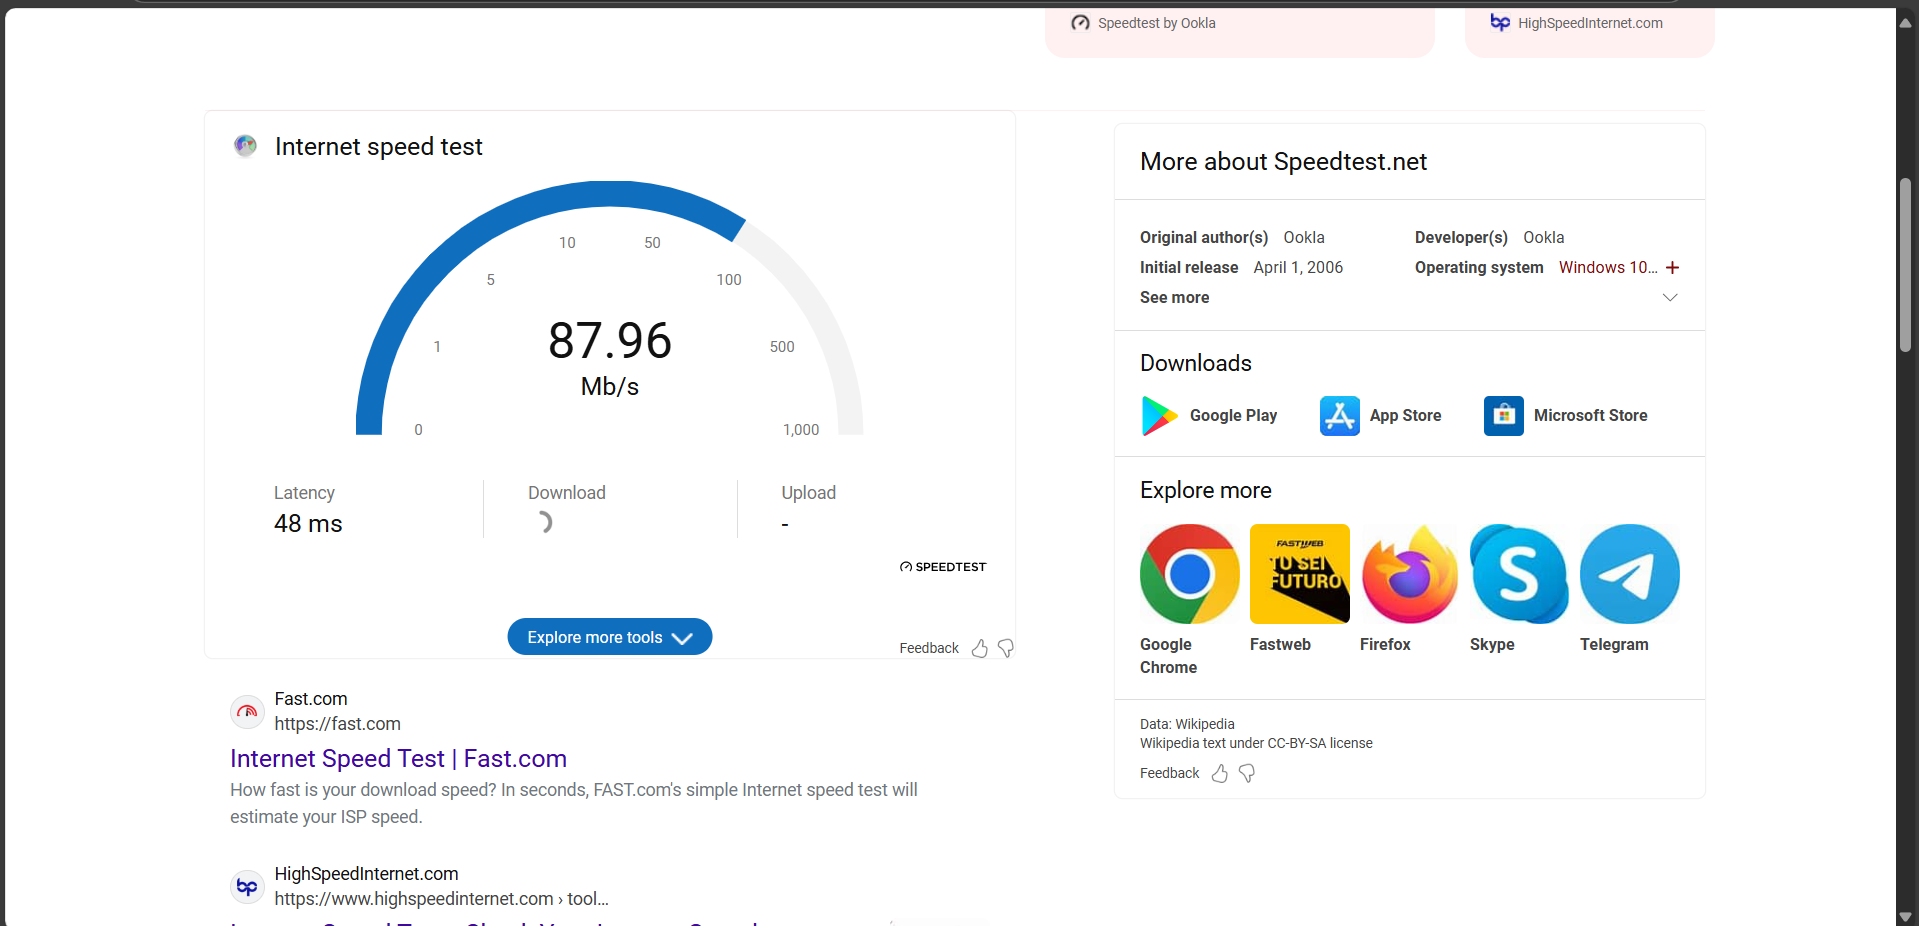 Speedtest by Ookla
HighSpeedInternet.com
Internet speed test
10
50
5
100
1
500
87.96
Mb/s
0
1,000
Latency
48 ms
Download
Upload
-
SPEEDTEST
Explore more tools
Feedback
Fast.com
https://fast.com
Internet Speed Test | Fast.com
How fast is your download speed? In seconds, FAST.com's simple Internet speed test will
estimate your ISP speed.
HighSpeedInternet.com
https://www.highspeedinternet.com › tool...
More about Speedtest.net
Original author(s) Ookla
Developer(s) Ookla
Initial release April 1, 2006
Operating system Windows 10...
See more
Downloads
Google Play
App Store
Microsoft Store
Explore more
FASTWEB
TU SEI
FUTURO
Google
Chrome
Fastweb
Firefox
Skype
Telegram
Data: Wikipedia
Wikipedia text under CC-BY-SA license
Feedback